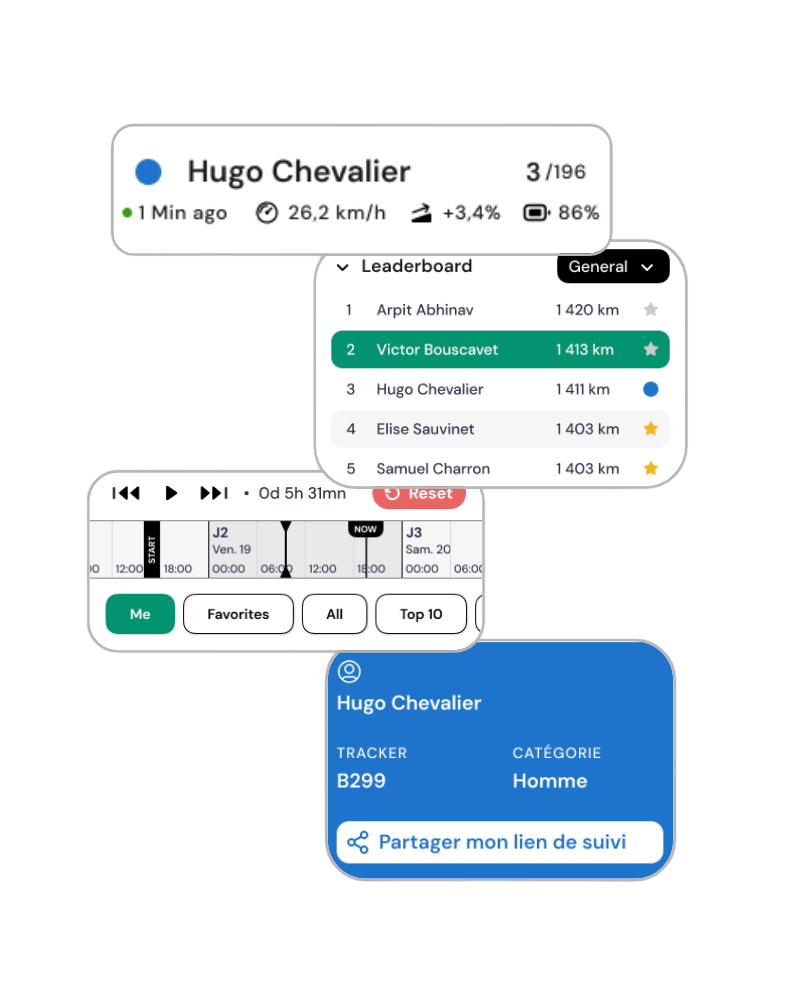 Hugo Chevalier 3 /196
1 Min ago 26,2 km/h +3,4% 86%
Leaderboard General
1 Arpit Abhinav 1 420 km
2 Victor Bouscavet 1 413 km
3 Hugo Chevalier 1 411 km
4 Elise Sauvinet 1 403 km
5 Samuel Charron 1 403 km
• 0d 5h 31mn Reset
START
NOW
J2 J3
Ven. 19 Sam. 20
12:00 18:00 00:00 06:00 12:00 18:00 00:00 06:00
Me Favorites All Top 10
Hugo Chevalier
TRACKER CATÉGORIE
B299 Homme
Partager mon lien de suivi